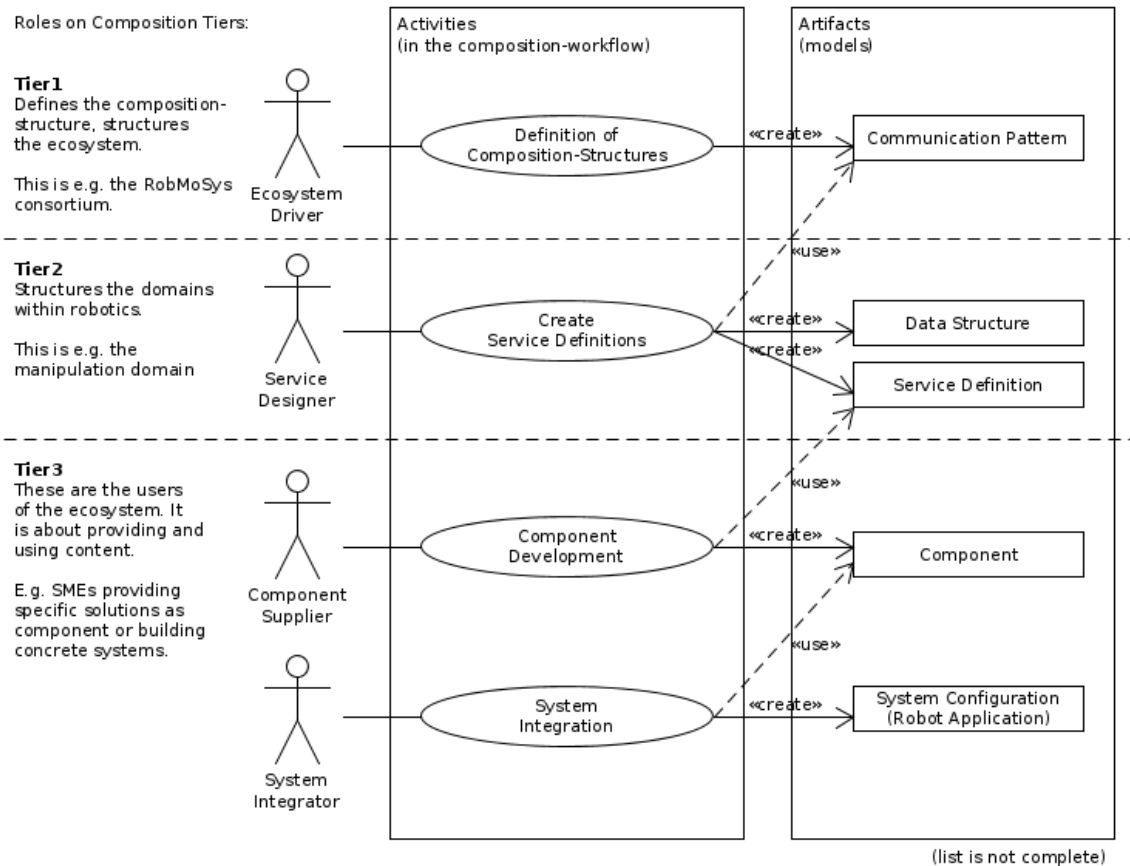 Roles on Composition Tiers:
Activities
(in the composition-workflow)
Artifacts
(models)
Tier1
Defines the composition-
structure, structures
the ecosystem.
This is e.g. the RobMoSys
consortium.
Ecosystem
Driver
Definition of
Composition-Structures
«create»
Communication Pattern
«use»
Tier2
Structures the domains
within robotics.
This is e.g. the
manipulation domain
Service
Designer
Create
Service Definitions
«create»
Data Structure
«create»
Service Definition
«use»
Tier3
These are the users
of the ecosystem. It
is about providing and
using content.
E.g. SMEs providing
specific solutions as
component or building
concrete systems.
Component
Supplier
Component
Development
«create»
Component
«use»
System
Integrator
System
Integration
«create»
System Configuration
(Robot Application)
(list is not complete)